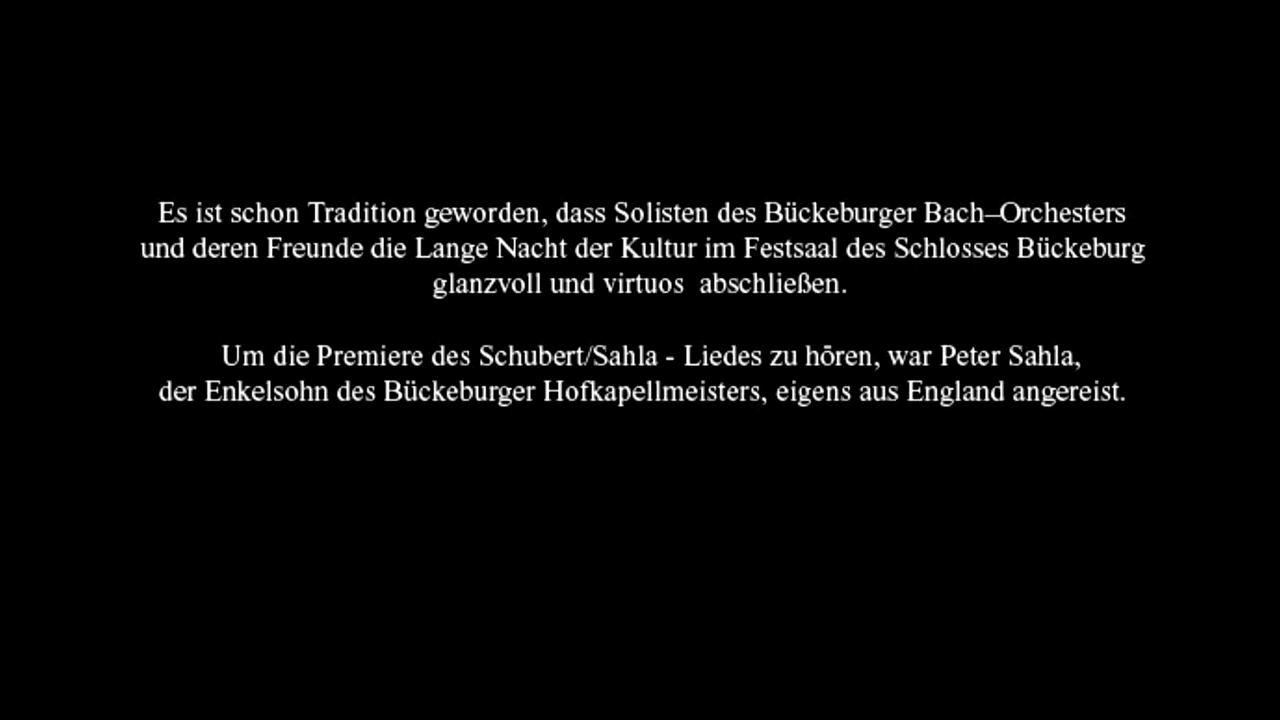 Es ist schon Tradition geworden, dass Solisten des Bückeburger Bach–Orchesters
und deren Freunde die Lange Nacht der Kultur im Festsaal des Schlosses Bückeburg
glanzvoll und virtuos  abschließen.
Um die Premiere des Schubert/Sahla - Liedes zu hören, war Peter Sahla,
der Enkelsohn des Bückeburger Hofkapellmeisters, eigens aus England angereist.